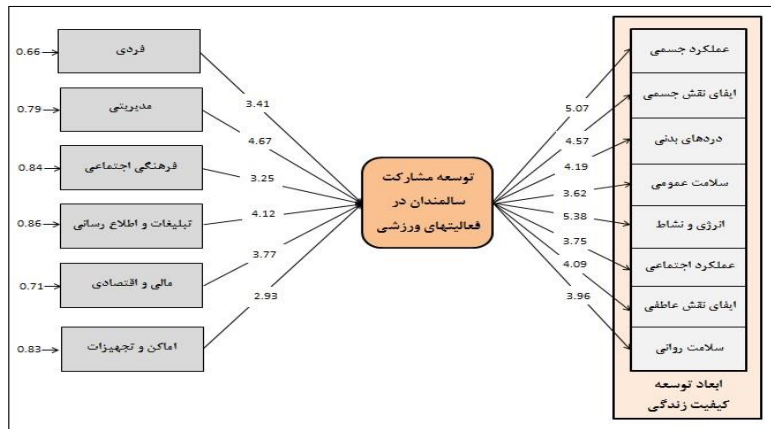 0.66
فردی
3.41
0.79
مدیریتی
4.67
0.84
فرهنگی اجتماعی
3.25
0.86
تبلیغات و اطلاع رسانی
4.12
0.71
مالی و اقتصادی
3.77
0.83
اماکن و تجهیزات
2.93
توسعه مشارکت
سالمندان در
فعالیتهای ورزشی
5.07
عملکرد جسمی
4.57
ایفای نقش جسمی
4.19
دردهای بدنی
3.62
سلامت عمومی
5.38
انرژی و نشاط
3.75
عملکرد اجتماعی
4.09
ایفای نقش عاطفی
3.96
سلامت روانی
ابعاد توسعه
کیفیت زندگی